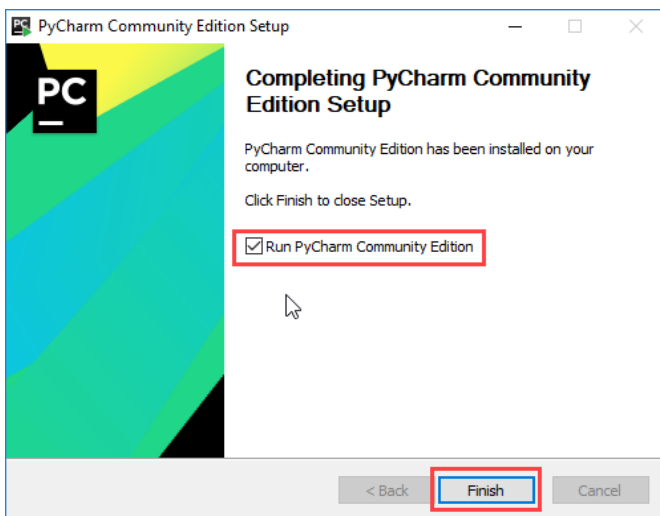 PC PyCharm Community Edition Setup
PC
Completing PyCharm Community
Edition Setup
PyCharm Community Edition has been installed on your
computer.
Click Finish to close Setup.
Run PyCharm Community Edition
< Back Finish Cancel